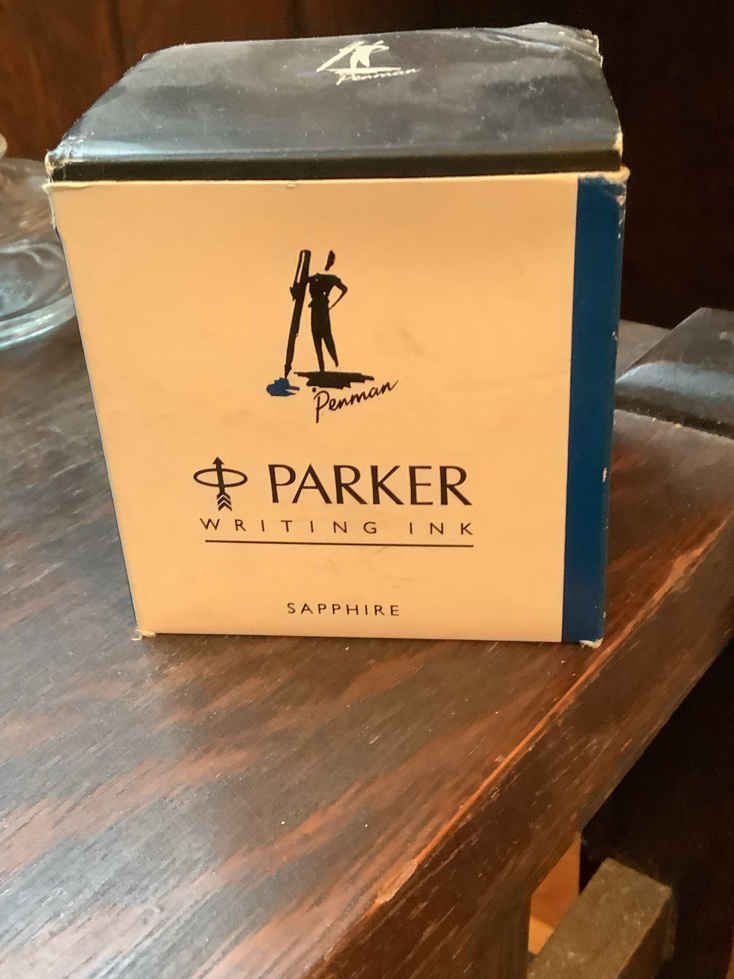 Penman
Penman
PARKER
WRITING INK
SAPPHIRE